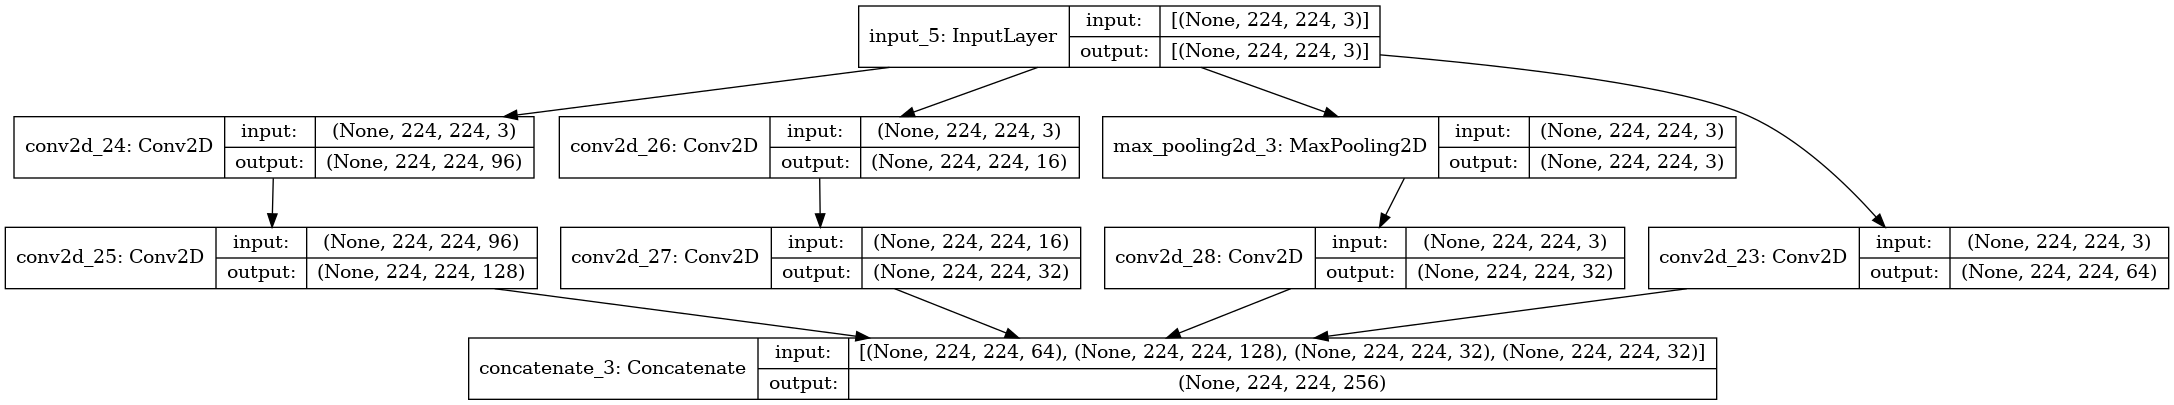 input_5: InputLayer
input: [(None, 224, 224, 3)]
output: [(None, 224, 224, 3)]
conv2d_24: Conv2D
input: (None, 224, 224, 3)
output: (None, 224, 224, 96)
conv2d_26: Conv2D
input: (None, 224, 224, 3)
output: (None, 224, 224, 16)
max_pooling2d_3: MaxPooling2D
input: (None, 224, 224, 3)
output: (None, 224, 224, 3)
conv2d_25: Conv2D
input: (None, 224, 224, 96)
output: (None, 224, 224, 128)
conv2d_27: Conv2D
input: (None, 224, 224, 16)
output: (None, 224, 224, 32)
conv2d_28: Conv2D
input: (None, 224, 224, 3)
output: (None, 224, 224, 32)
conv2d_23: Conv2D
input: (None, 224, 224, 3)
output: (None, 224, 224, 64)
concatenate_3: Concatenate
input: [(None, 224, 224, 64), (None, 224, 224, 128), (None, 224, 224, 32), (None, 224, 224, 32)]
output: (None, 224, 224, 256)